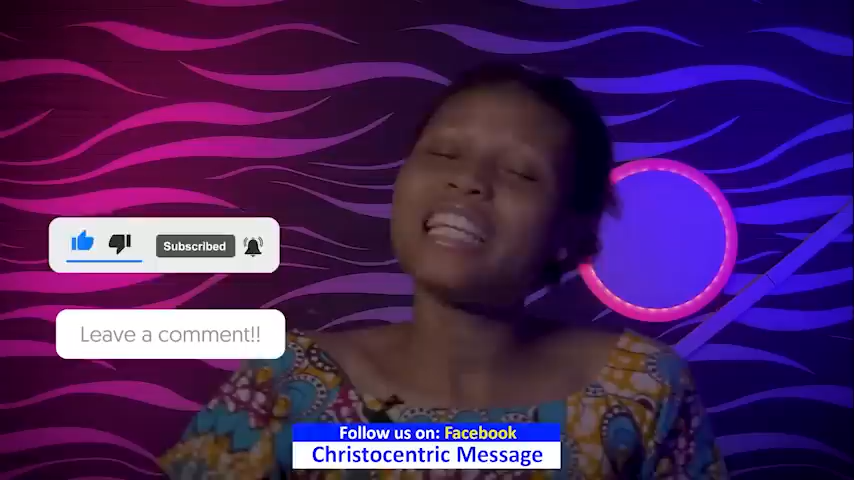 Subscribed
Leave a comment!!
Follow us on: Facebook
Christocentric Message